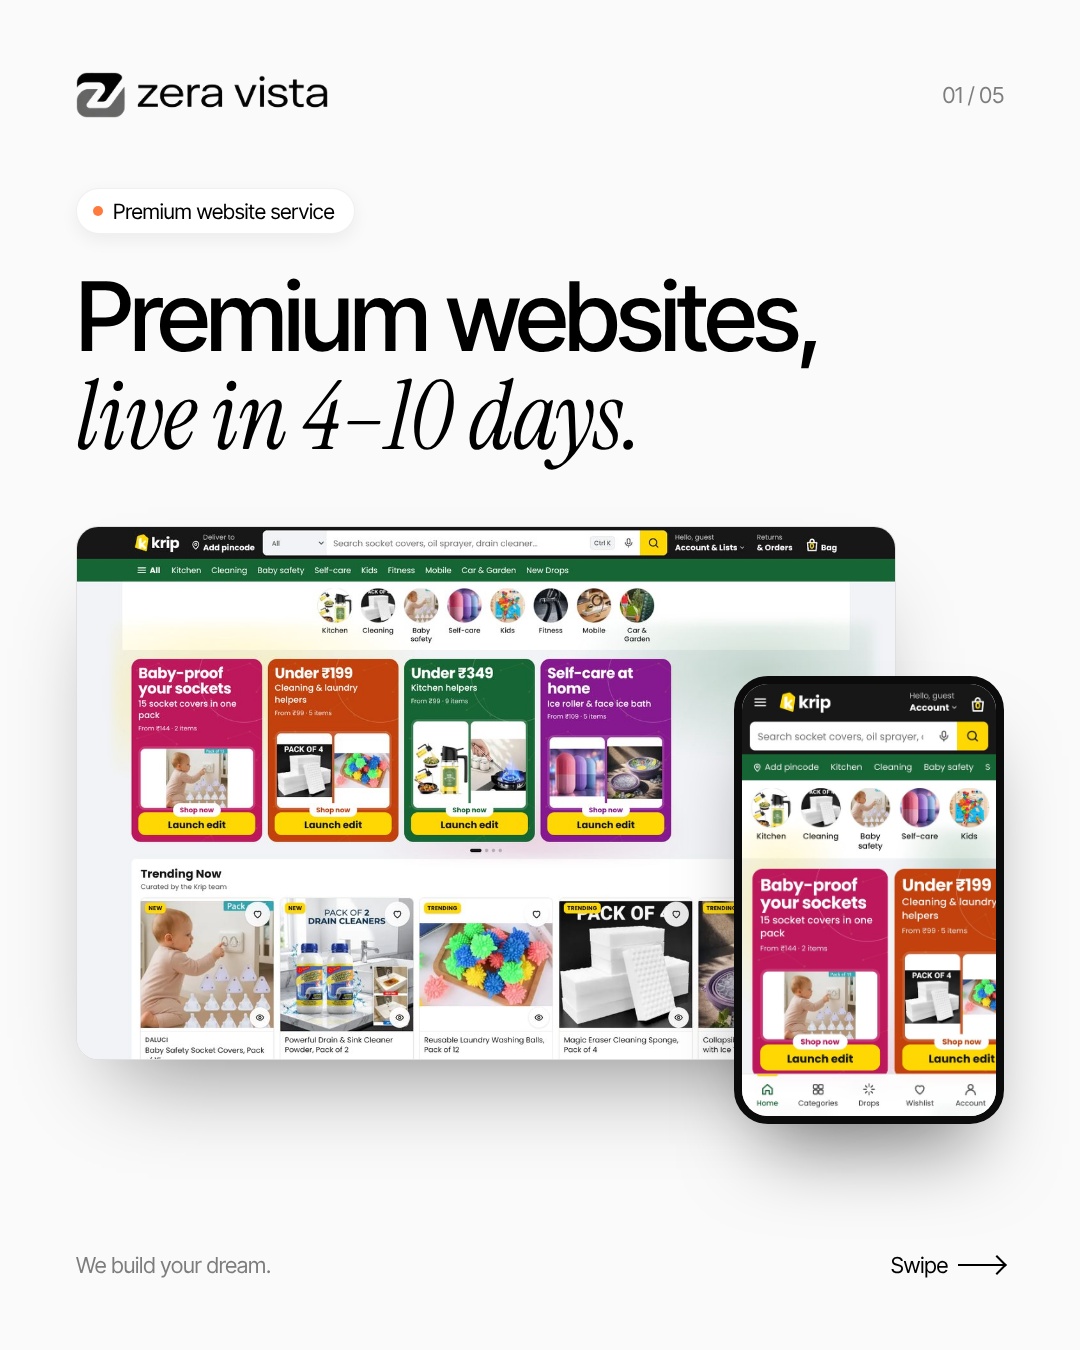 zera vista
01 / 05
Premium website service
Premium websites,
live in 4–10 days.
krip
Deliver to
Add pincode
All
Search socket covers, oil sprayer, drain cleaner...
Ctrl K
Hello, guest
Account & Lists
Returns
& Orders
0
Bag
All Kitchen Cleaning Baby safety Self-care Kids Fitness Mobile Car & Garden New Drops
Kitchen
Cleaning
Baby
safety
Self-care
Kids
Fitness
Mobile
Car &
Garden
Baby-proof
your sockets
15 socket covers in one
pack
From ₹144 · 2 items
Shop now
Launch edit
Under ₹199
Cleaning & laundry
helpers
From ₹99 · 5 items
PACK OF 4
Shop now
Launch edit
Under ₹349
Kitchen helpers
From ₹99 · 9 items
Shop now
Launch edit
Self-care at
home
Ice roller & face ice bath
From ₹109 · 5 items
Shop now
Launch edit
Trending Now
Curated by the Krip team
NEW
Pack
DALUCI
Baby Safety Socket Covers, Pack
NEW
PACK OF 2
DRAIN CLEANERS
Powerful Drain & Sink Cleaner
Powder, Pack of 2
TRENDING
Reusable Laundry Washing Balls,
Pack of 12
TRENDING
PACK OF 4
Magic Eraser Cleaning Sponge,
Pack of 4
TRENDING
Collapsi
with Ice
krip
Hello, guest
Account
0
Search socket covers, oil sprayer, 
Add pincode Kitchen Cleaning Baby safety S
Kitchen
Cleaning
Baby
safety
Self-care
Kids
Baby-proof
your sockets
15 socket covers in one
pack
From ₹144 · 2 items
Shop now
Launch edit
Under ₹199
Cleaning & laundry
helpers
From ₹99 · 5 items
PACK OF 4
Shop now
Launch edit
Home
Categories
Drops
Wishlist
Account
We build your dream.
Swipe